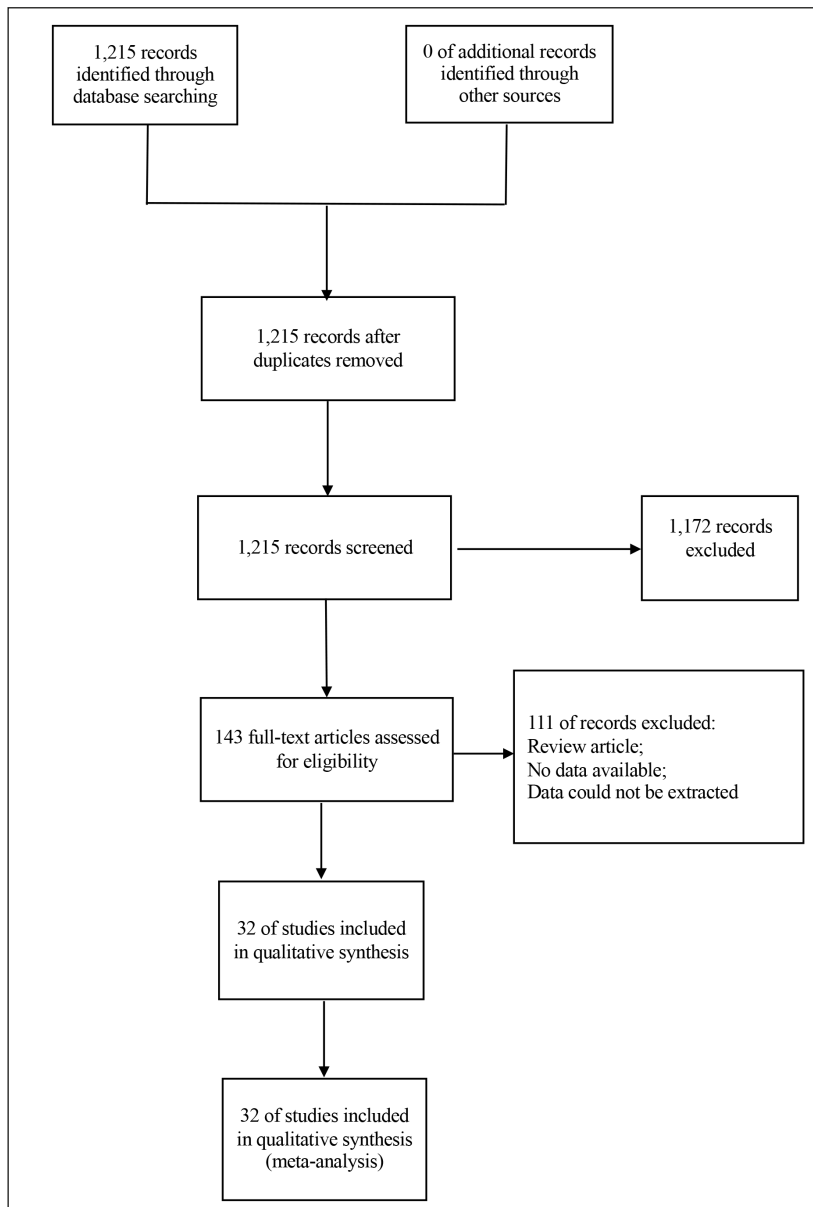 1,215 records
identified through
database searching
0 of additional records
identified through
other sources
1,215 records after
duplicates removed
1,215 records screened
1,172 records
excluded
143 full-text articles assessed
for eligibility
111 of records excluded:
Review article;
No data available;
Data could not be extracted
32 of studies included
in qualitative synthesis
32 of studies included
in qualitative synthesis
(meta-analysis)